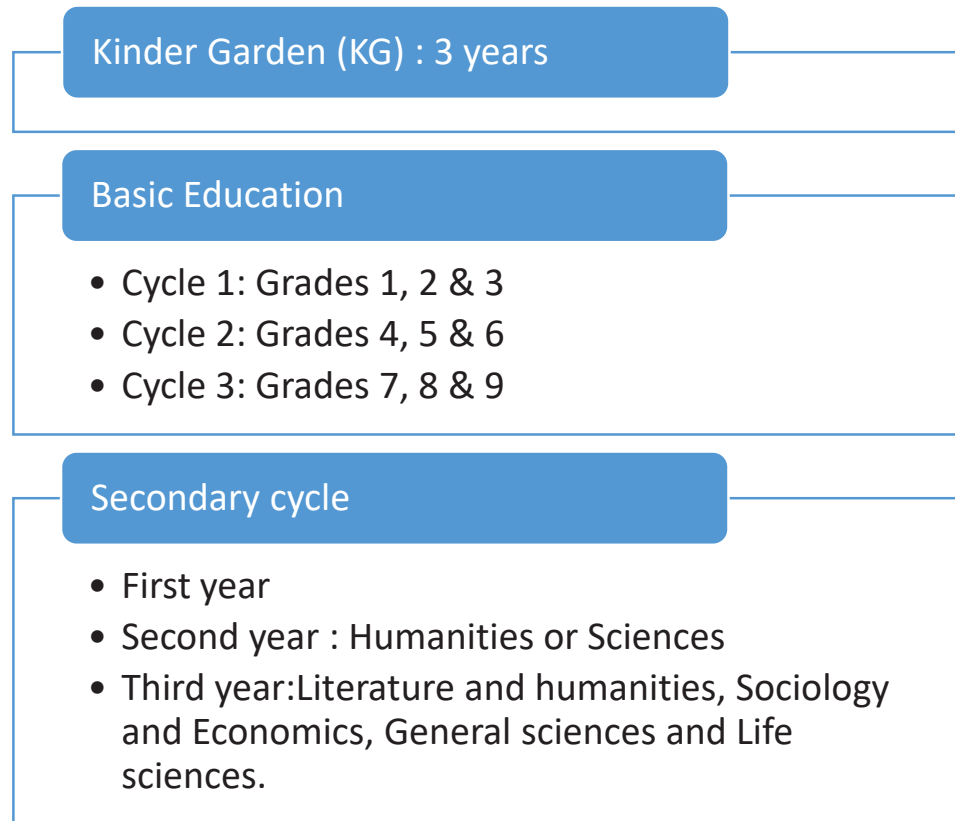 Kinder Garden (KG) : 3 years
Basic Education
• Cycle 1: Grades 1, 2 & 3
• Cycle 2: Grades 4, 5 & 6
• Cycle 3: Grades 7, 8 & 9
Secondary cycle
• First year
• Second year : Humanities or Sciences
• Third year:Literature and humanities, Sociology
and Economics, General sciences and Life
sciences.